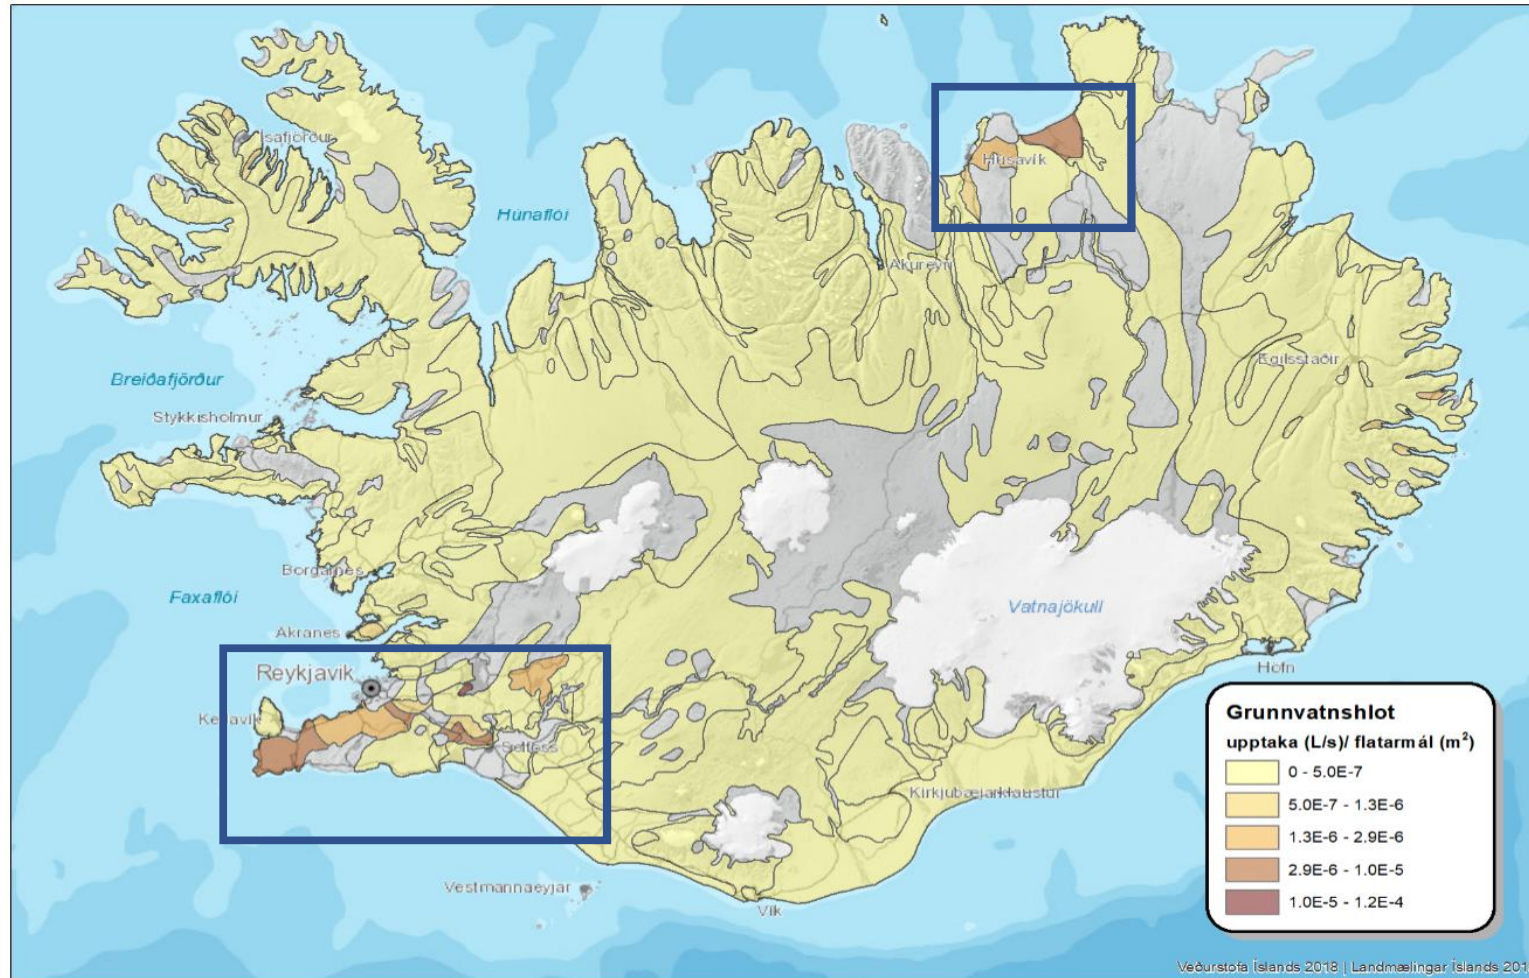 Ísafjörður
Húsavík
Húnaflói
Akureyri
Egilsstaðir
Breiðafjörður
Stykkisholmur
Borgarnes
Faxaflói
Vatnajökull
Akranes
Höfn
Reykjavík
Keflavík
Selfoss
Kirkjubæjarklaustur
Vestmannaeyjar
Vík
Grunnvatnshlot
upptaka (L/s)/ flatarmál (m²)
0 - 5.0E-7
5.0E-7 - 1.3E-6
1.3E-6 - 2.9E-6
2.9E-6 - 1.0E-5
1.0E-5 - 1.2E-4
Veðurstofa Íslands 2018 | Landmælingar Íslands 201